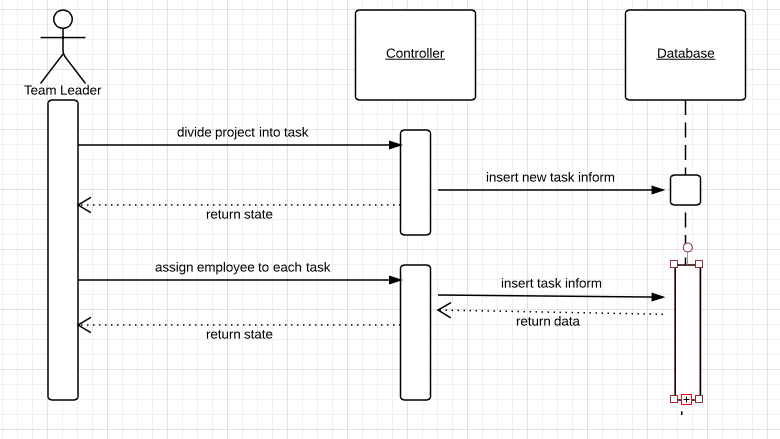 Team Leader
Controller
Database
divide project into task
insert new task inform
return state
assign employee to each task
insert task inform
return data
return state